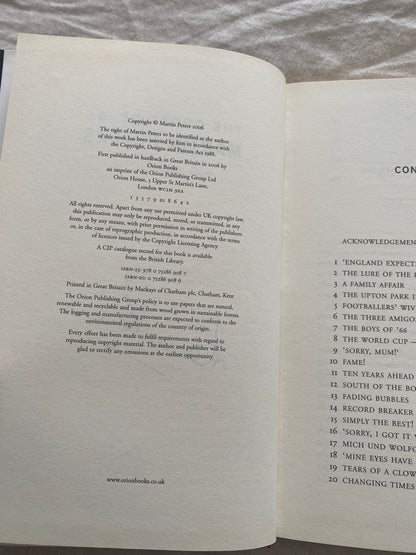 Copyright © Martin Peters 2006
The right of Martin Peters to be identified as the author
of this work has been asserted by him in accordance with
the Copyright, Designs and Patents Act 1988.
First published in hardback in Great Britain in 2006 by
Orion Books
an imprint of the Orion Publishing Group Ltd
Orion House, 5 Upper St Martin's Lane,
London WC2H 9EA
1 3 5 7 9 10 8 6 4 2
All rights reserved. Apart from any use permitted under UK copyright law,
this publication may only be reproduced, stored, or transmitted, in any
form, or by any means, with prior permission in writing of the publishers
or, in the case of reprographic production, in accordance with the terms
of licences issued by the Copyright Licensing Agency.
A CIP catalogue record for this book is available
from the British Library.
ISBN-13: 978 0 75286 908 7
ISBN-10: 0 75286 908 7
Printed in Great Britain by Mackays of Chatham plc, Chatham, Kent
The Orion Publishing Group's policy is to use papers that are natural,
renewable and recyclable and made from wood grown in sustainable forests.
The logging and manufacturing processes are expected to conform to the
environmental regulations of the country of origin.
Every effort has been made to fulfil requirements with regard to
reproducing copyright material. The author and publisher will be
glad to rectify any omissions at the earliest opportunity.
www.orionbooks.co.uk
CON
ACKNOWLEDGEME
1 'ENGLAND EXPECT
2 THE LURE OF THE
3 A FAMILY AFFAIR
4 THE UPTON PARK
5 FOOTBALLERS' WIV
6 THE THREE AMIGO
7 THE BOYS OF '66
8 THE WORLD CUP –
9 'SORRY, MUM!'
10 FAME!
11 TEN YEARS AHEAD
12 SOUTH OF THE BO
13 FADING BUBBLES
14 RECORD BREAKER
15 SIMPLY THE BEST!
16 'SORRY, I GOT IT
17 MICH UND WOLFG
18 'MINE EYES HAVE
19 TEARS OF A CLOW
20 CHANGING TIMES